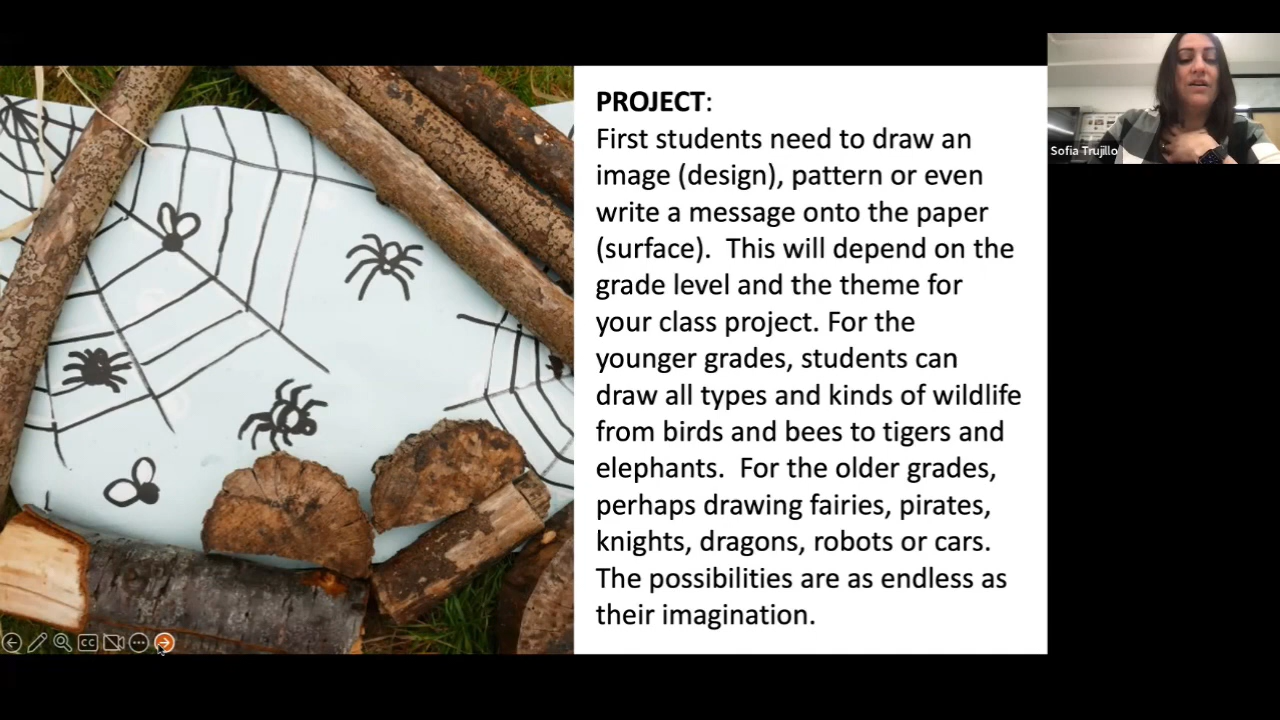 PROJECT:
First students need to draw an
image (design), pattern or even
write a message onto the paper
(surface).  This will depend on the
grade level and the theme for
your class project. For the
younger grades, students can
draw all types and kinds of wildlife
from birds and bees to tigers and
elephants.  For the older grades,
perhaps drawing fairies, pirates,
knights, dragons, robots or cars.
The possibilities are as endless as
their imagination.
Sofia Trujillo
CC